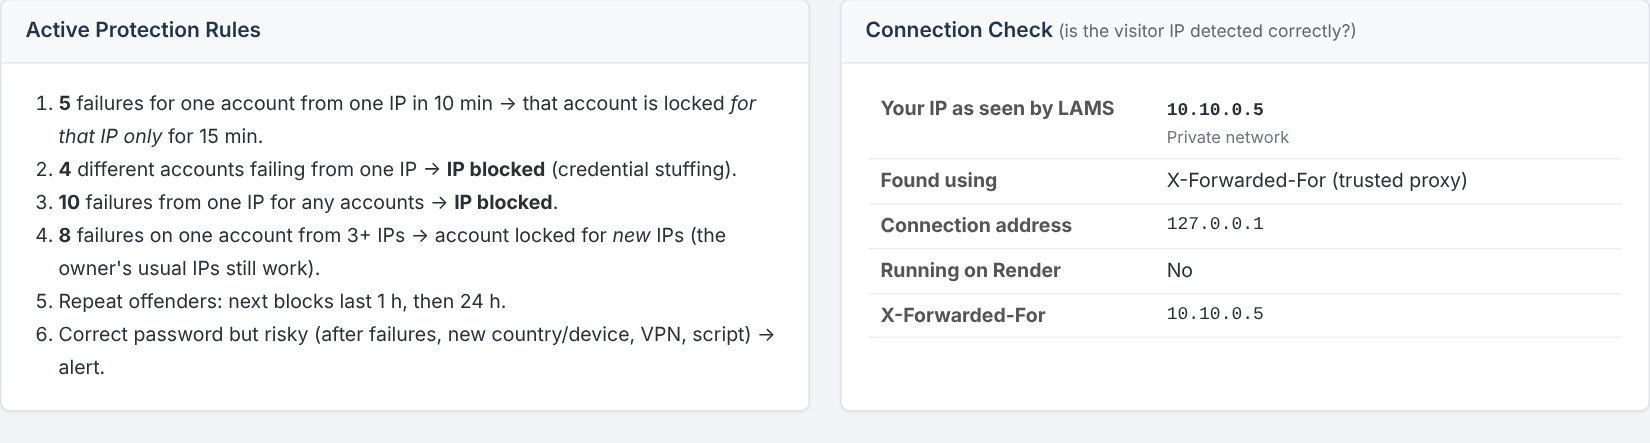 Active Protection Rules
1. 5 failures for one account from one IP in 10 min → that account is locked for
that IP only for 15 min.
2. 4 different accounts failing from one IP → IP blocked (credential stuffing).
3. 10 failures from one IP for any accounts → IP blocked.
4. 8 failures on one account from 3+ IPs → account locked for new IPs (the
owner's usual IPs still work).
5. Repeat offenders: next blocks last 1 h, then 24 h.
6. Correct password but risky (after failures, new country/device, VPN, script) →
alert.
Connection Check (is the visitor IP detected correctly?)
Your IP as seen by LAMS 10.10.0.5
Private network
Found using X-Forwarded-For (trusted proxy)
Connection address 127.0.0.1
Running on Render No
X-Forwarded-For 10.10.0.5